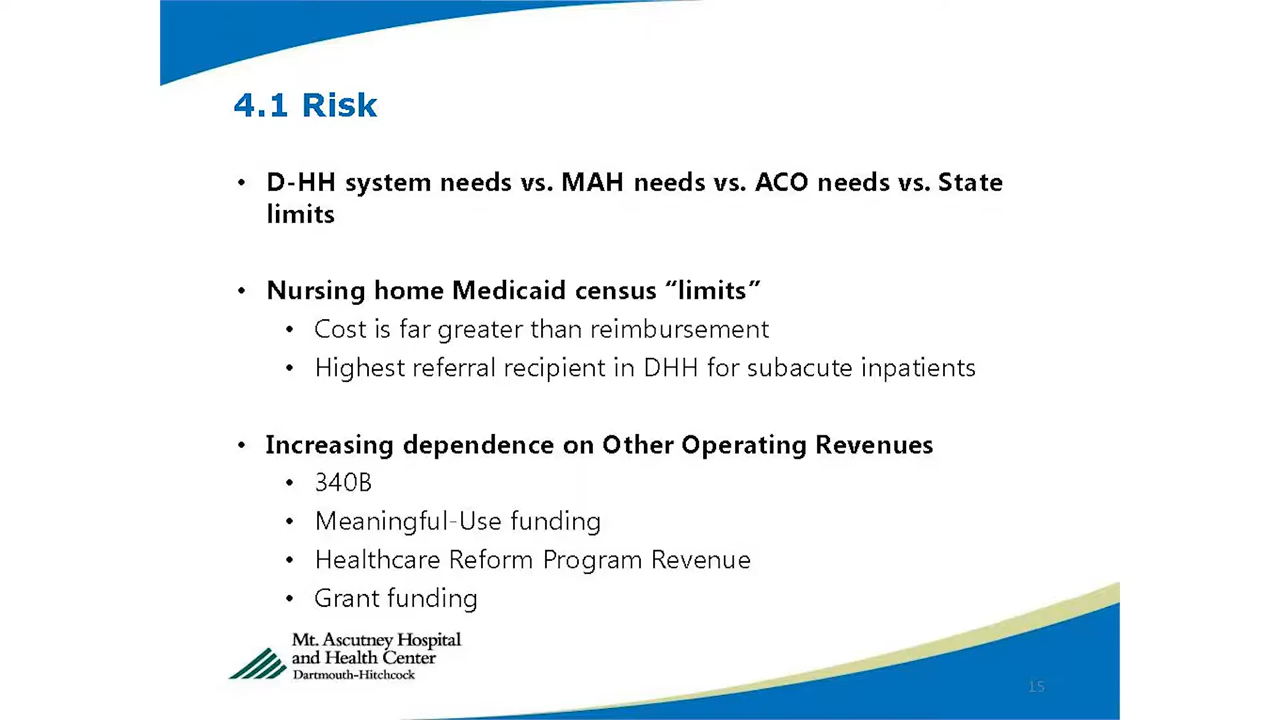 4.1 Risk
• D-HH system needs vs. MAH needs vs. ACO needs vs. State
limits
• Nursing home Medicaid census “limits”
• Cost is far greater than reimbursement
• Highest referral recipient in DHH for subacute inpatients
• Increasing dependence on Other Operating Revenues
• 340B
• Meaningful-Use funding
• Healthcare Reform Program Revenue
• Grant funding
Mt. Ascutney Hospital
and Health Center
Dartmouth-Hitchcock
15